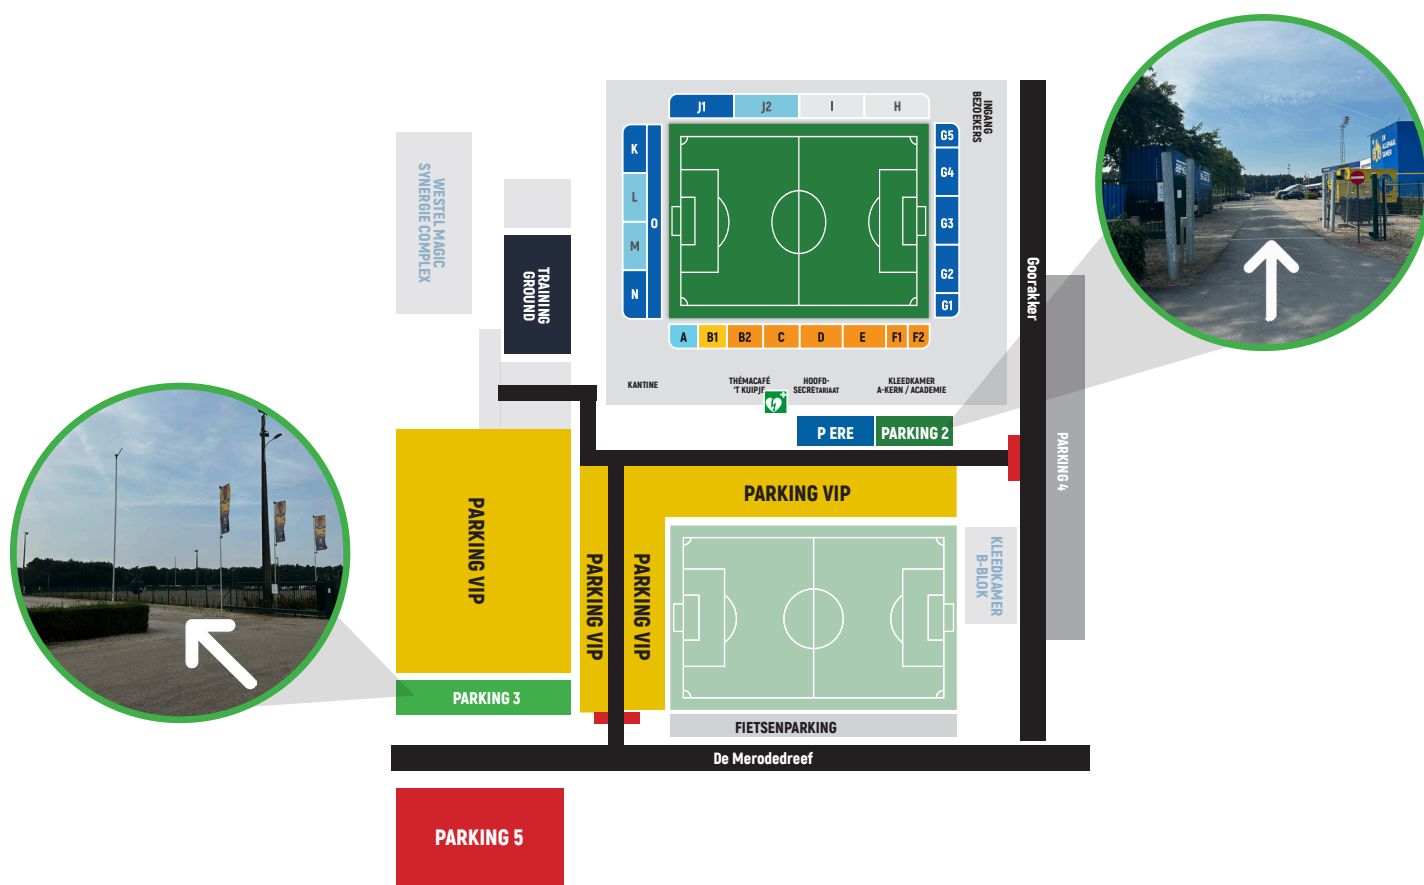 J1
J2
I
H
INGANG
BEZOEKERS
K
L
M
N
O
G5
G4
G3
G2
G1
A
B1
B2
C
D
E
F1
F2
WESTEL MAGIC
SYNERGIE COMPLEX
TRAINING
GROUND
Goorakker
KANTINE
THÉMACAFÉ
'T KUIPJE
HOOFD-
SECRETARIAAT
KLEEDKAMER
A-KERN / ACADEMIE
P ERE
PARKING 2
PARKING 4
PARKING VIP
PARKING VIP
PARKING VIP
PARKING VIP
KLEEDKAMER
B-BLOK
PARKING 3
FIETSENPARKING
De Merodedreef
PARKING 5